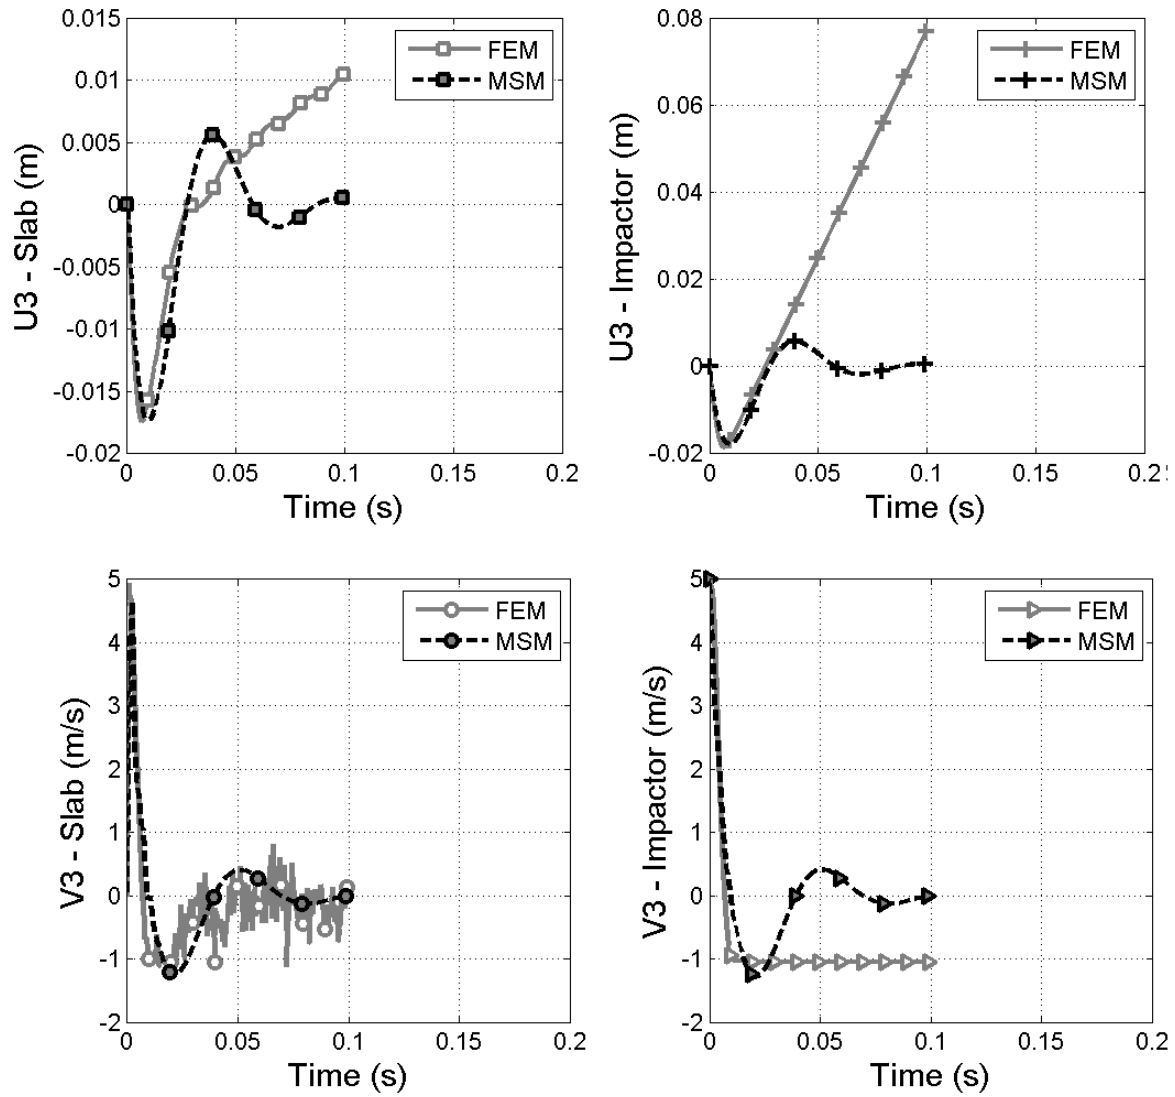 0.015
0.01
0.005
0
-0.005
-0.01
-0.015
-0.02
U3 - Slab (m)
FEM
MSM
0 0.05 0.1 0.15 0.2
Time (s)
0.08
0.06
0.04
0.02
0
-0.02
U3 - Impactor (m)
FEM
MSM
0 0.05 0.1 0.15 0.2
Time (s)
5
4
3
2
1
0
-1
-2
V3 - Slab (m/s)
FEM
MSM
0 0.05 0.1 0.15 0.2
Time (s)
5
4
3
2
1
0
-1
-2
V3 - Impactor (m/s)
FEM
MSM
0 0.05 0.1 0.15 0.2
Time (s)